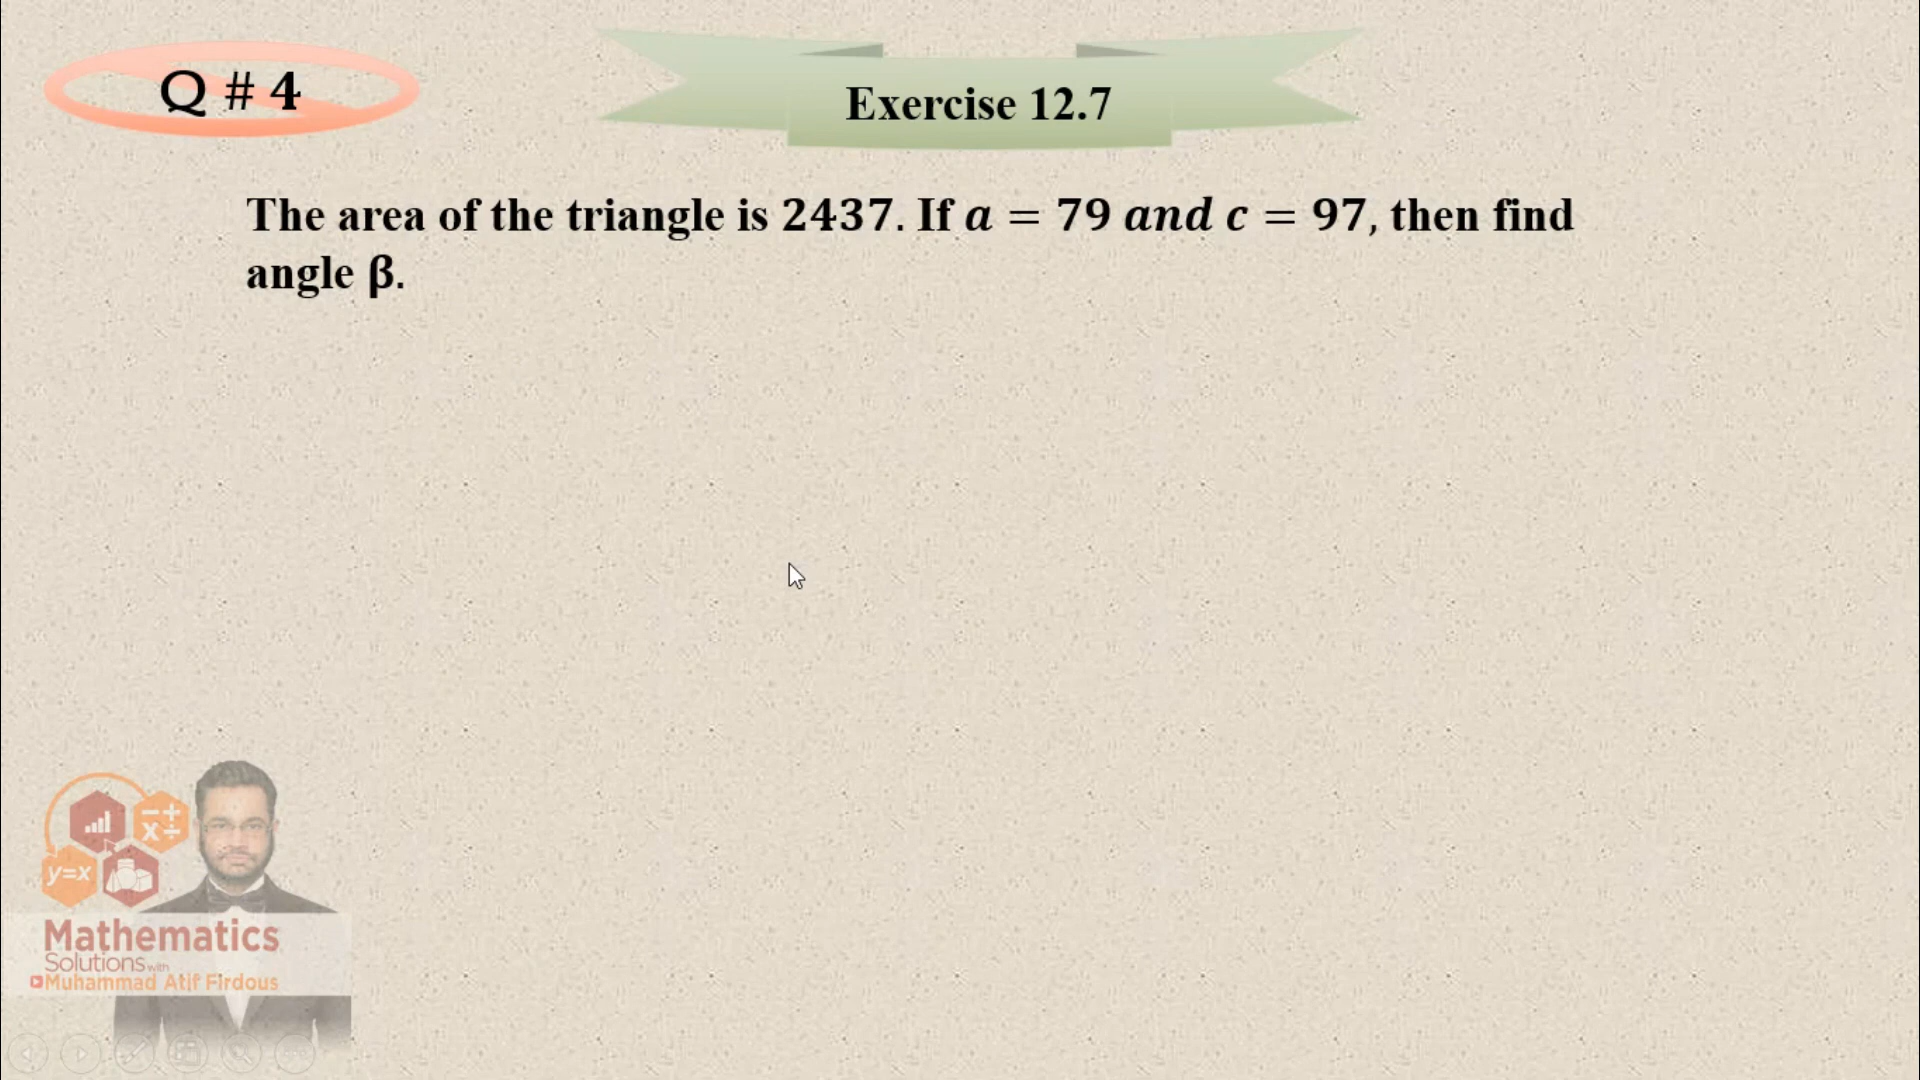 Q # 4
Exercise 12.7
The area of the triangle is 2437. If a = 79 and c = 97, then find
angle β.
y=x
Mathematics
Solutions with
Muhammad Atif Firdous